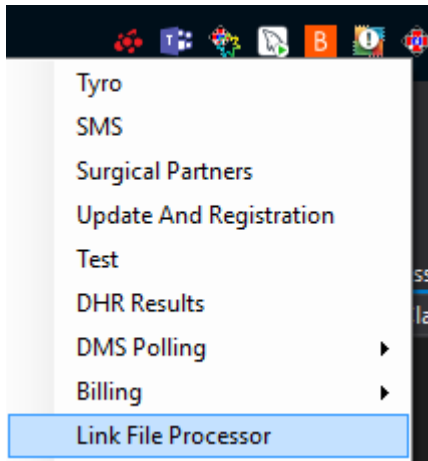 B
Tyro
SMS
Surgical Partners
Update And Registration
Test
DHR Results
DMS Polling
Billing
Link File Processor